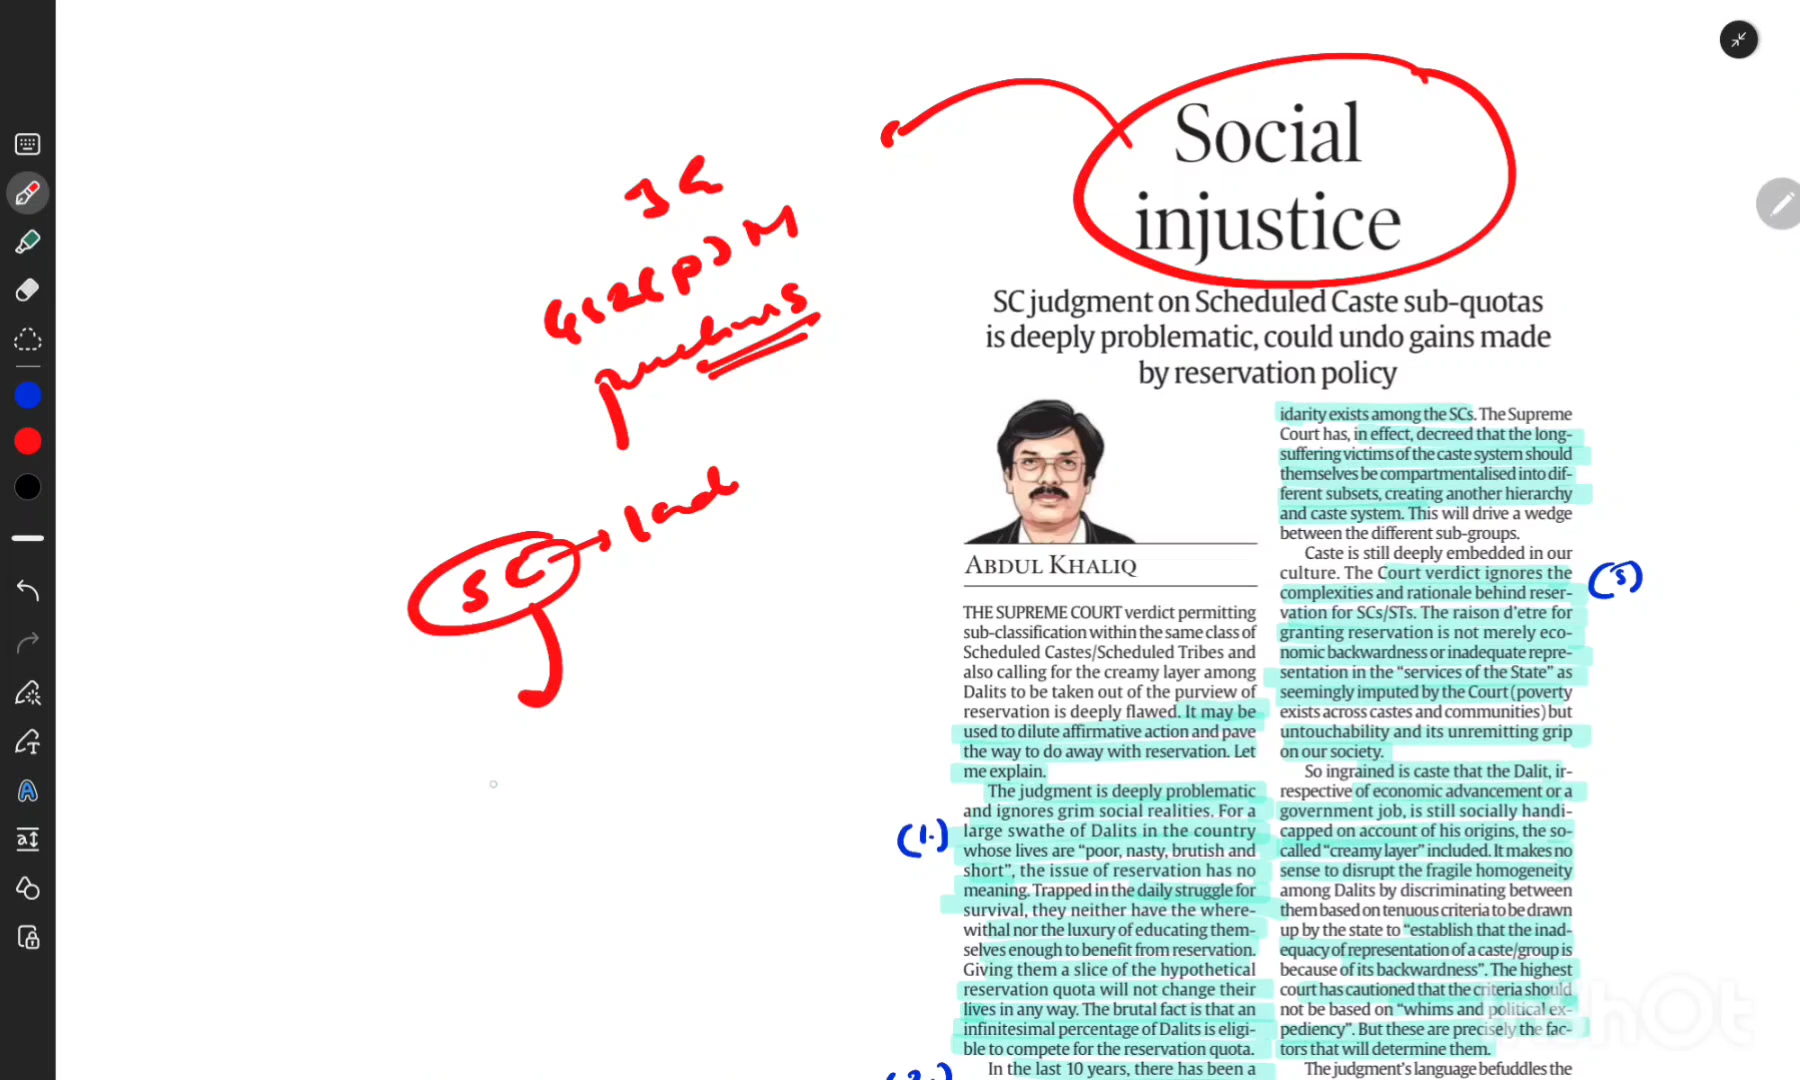 Social
injustice
SC judgment on Scheduled Caste sub-quotas
is deeply problematic, could undo gains made
by reservation policy
ABDUL KHALIQ
THE SUPREME COURT verdict permitting
sub-classification within the same class of
Scheduled Castes/Scheduled Tribes and
also calling for the creamy layer among
Dalits to be taken out of the purview of
reservation is deeply flawed. It may be
used to dilute affirmative action and pave
the way to do away with reservation. Let
me explain.
The judgment is deeply problematic
and ignores grim social realities. For a
large swathe of Dalits in the country
whose lives are “poor, nasty, brutish and
short”, the issue of reservation has no
meaning. Trapped in the daily struggle for
survival, they neither have the where-
withal nor the luxury of educating them-
selves enough to benefit from reservation.
Giving them a slice of the hypothetical
reservation quota will not change their
lives in any way. The brutal fact is that an
infinitesimal percentage of Dalits is eligi-
ble to compete for the reservation quota.
In the last 10 years, there has been a
idarity exists among the SCs. The Supreme
Court has, in effect, decreed that the long-
suffering victims of the caste system should
themselves be compartmentalised into dif-
ferent subsets, creating another hierarchy
and caste system. This will drive a wedge
between the different sub-groups.
Caste is still deeply embedded in our
culture. The Court verdict ignores the
complexities and rationale behind reser-
vation for SCs/STs. The raison d'etre for
granting reservation is not merely eco-
nomic backwardness or inadequate repre-
sentation in the “services of the State” as
seemingly imputed by the Court (poverty
exists across castes and communities) but
untouchability and its unremitting grip
on our society.
So ingrained is caste that the Dalit, ir-
respective of economic advancement or a
government job, is still socially handi-
capped on account of his origins, the so-
called “creamy layer” included. It makes no
sense to disrupt the fragile homogeneity
among Dalits by discriminating between
them based on tenuous criteria to be drawn
up by the state to “establish that the inad-
equacy of representation of a caste/group is
because of its backwardness”. The highest
court has cautioned that the criteria should
not be based on “whims and political ex-
pediency”. But these are precisely the fac-
tors that will determine them.
The judgment's language befuddles the
(1.)
(5)
SC